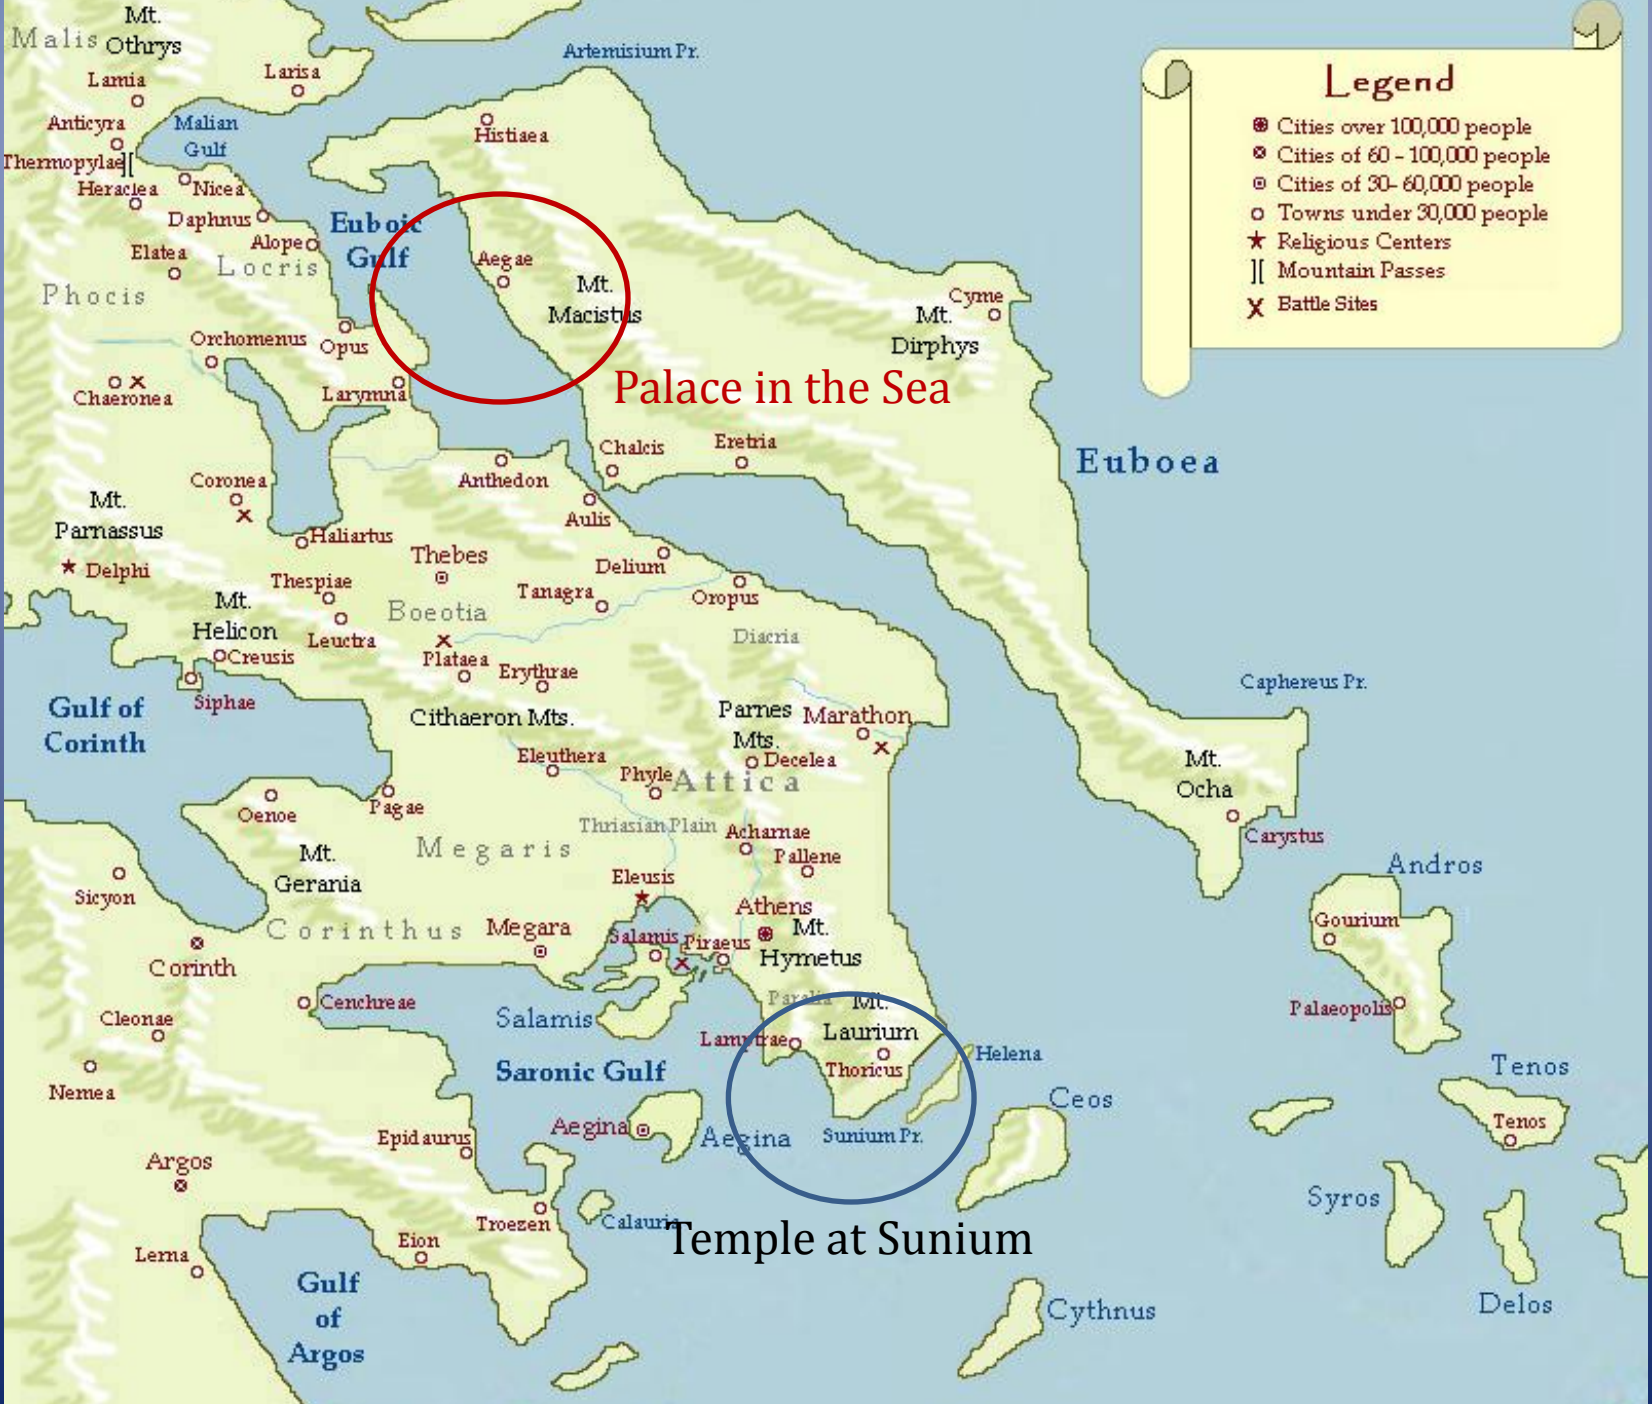 Mt.
Othrys
Malis
Lamia
Larisa
Artemisium Pr.
Anticyra
Malian
Gulf
Histiaea
Thermopylae
Heraclea
Nicea
Daphnus
Alope
Euboic
Gulf
Elatea
Locris
Phocis
Aegae
Mt.
Macistus
Cyme
Mt.
Dirphys
Orchomenus
Opus
Chaeronea
Larymna
Palace in the Sea
Legend
Cities over 100,000 people
Cities of 60 - 100,000 people
Cities of 30- 60,000 people
Towns under 30,000 people
Religious Centers
Mountain Passes
Battle Sites
Chalcis
Eretria
Euboea
Coronea
Anthedon
Mt.
Parnassus
Aulis
Haliartus
Delphi
Thebes
Thespiae
Delium
Tanagra
Oropus
Mt.
Helicon
Boeotia
Leuctra
Creusis
Plataea
Erythrae
Diacria
Siphae
Gulf of
Corinth
Cithaeron Mts.
Parnes
Mts.
Marathon
Caphereus Pr.
Eleuthera
Decelea
Phyle
Attica
Mt.
Ocha
Oenoe
Pagae
Thriasian Plain
Acharnae
Carystus
Megaris
Pallene
Mt.
Gerania
Andros
Sicyon
Eleusis
Athens
Gourium
Corinthus
Megara
Salamis
Piraeus
Mt.
Hymetus
Corinth
Paralia
Mt.
Laurium
Cenchreae
Palaeopolis
Cleonae
Salamis
Lamptrae
Helena
Thoricus
Saronic Gulf
Tenos
Nemea
Ceos
Tenos
Aegina
Aegina
Sunium Pr.
Epidaurus
Argos
Syros
Troezen
Calauria
Temple at Sunium
Lerna
Eion
Gulf
of
Argos
Cythnus
Delos